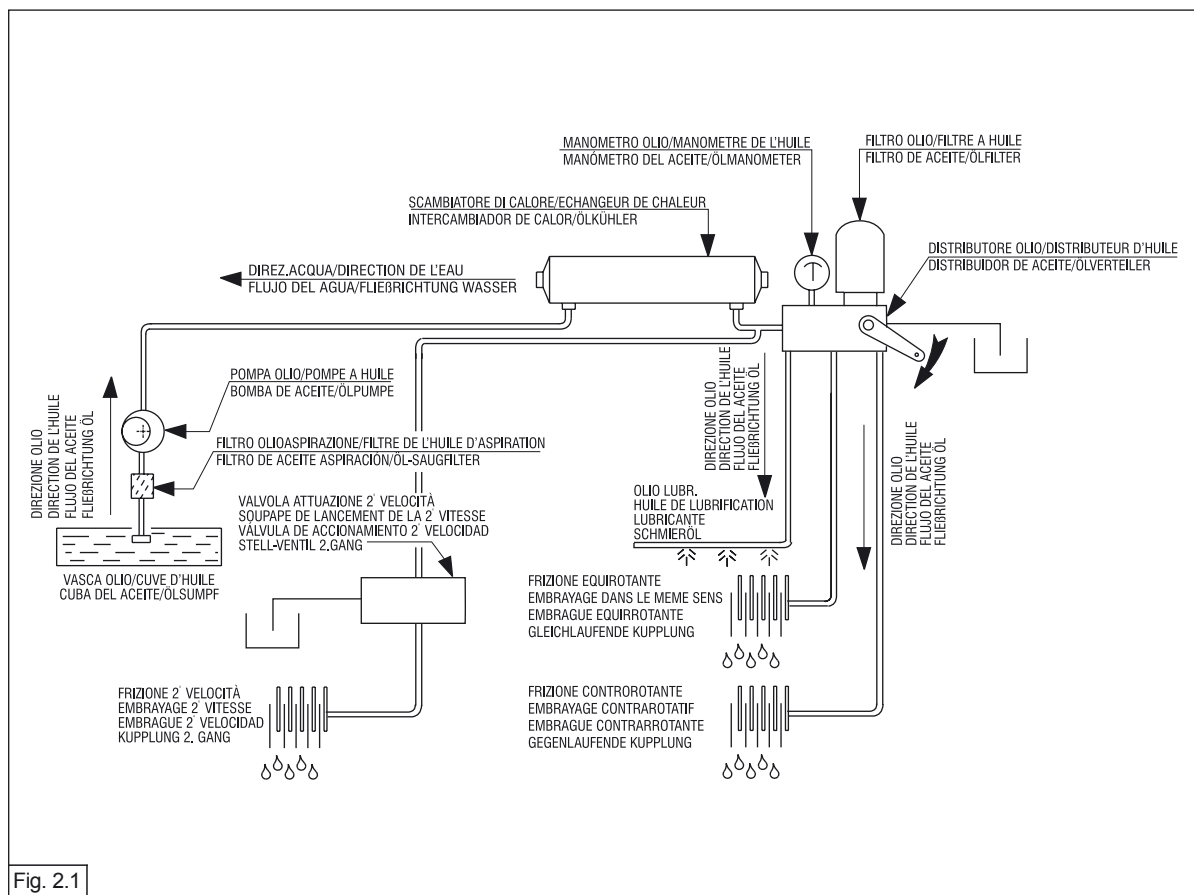 MANOMETRO OLIO/MANOMETRE DE L'HUILE
MANÓMETRO DEL ACEITE/ÖLMANOMETER
FILTRO OLIO/FILTRE A HUILE
FILTRO DE ACEITE/ÖLFILTER
SCAMBIATORE DI CALORE/ECHANGEUR DE CHALEUR
INTERCAMBIADOR DE CALOR/ÖLKÜHLER
DISTRIBUTORE OLIO/DISTRIBUTEUR D'HUILE
DISTRIBUIDOR DE ACEITE/ÖLVERTEILER
DIREZ.ACQUA/DIRECTION DE L'EAU
FLUJO DEL AGUA/FLIEßRICHTUNG WASSER
POMPA OLIO/POMPE A HUILE
BOMBA DE ACEITE/ÖLPUMPE
DIREZIONE OLIO
DIRECTION DE L'HUILE
FLUJO DEL ACEITE
FLIEßRICHTUNG ÖL
FILTRO OLIOASPIRAZIONE/FILTRE DE L'HUILE D'ASPIRATION
FILTRO DE ACEITE ASPIRACIÓN/ÖL-SAUGFILTER
DIREZIONE OLIO
DIRECTION DE L'HUILE
FLUJO DEL ACEITE
FLIEßRICHTUNG ÖL
DIREZIONE OLIO
DIRECTION DE L'HUILE
FLUJO DEL ACEITE
FLIEßRICHTUNG ÖL
VALVOLA ATTUAZIONE 2' VELOCITÀ
SOUPAPE DE LANCEMENT DE LA 2' VITESSE
VÁLVULA DE ACCIONAMIENTO 2' VELOCIDAD
STELL-VENTIL 2.GANG
OLIO LUBR.
HUILE DE LUBRIFICATION
LUBRICANTE
SCHMIERÖL
VASCA OLIO/CUVE D'HUILE
CUBA DEL ACEITE/ÖLSUMPF
FRIZIONE EQUIROTANTE
EMBRAYAGE DANS LE MEME SENS
EMBRAGUE EQUIRROTANTE
GLEICHLAUFENDE KUPPLUNG
FRIZIONE 2' VELOCITÀ
EMBRAYAGE 2' VITESSE
EMBRAGUE 2' VELOCIDAD
KUPPLUNG 2. GANG
FRIZIONE CONTROROTANTE
EMBRAYAGE CONTRAROTATIF
EMBRAGUE CONTRARROTANTE
GEGENLAUFENDE KUPPLUNG
Fig. 2.1